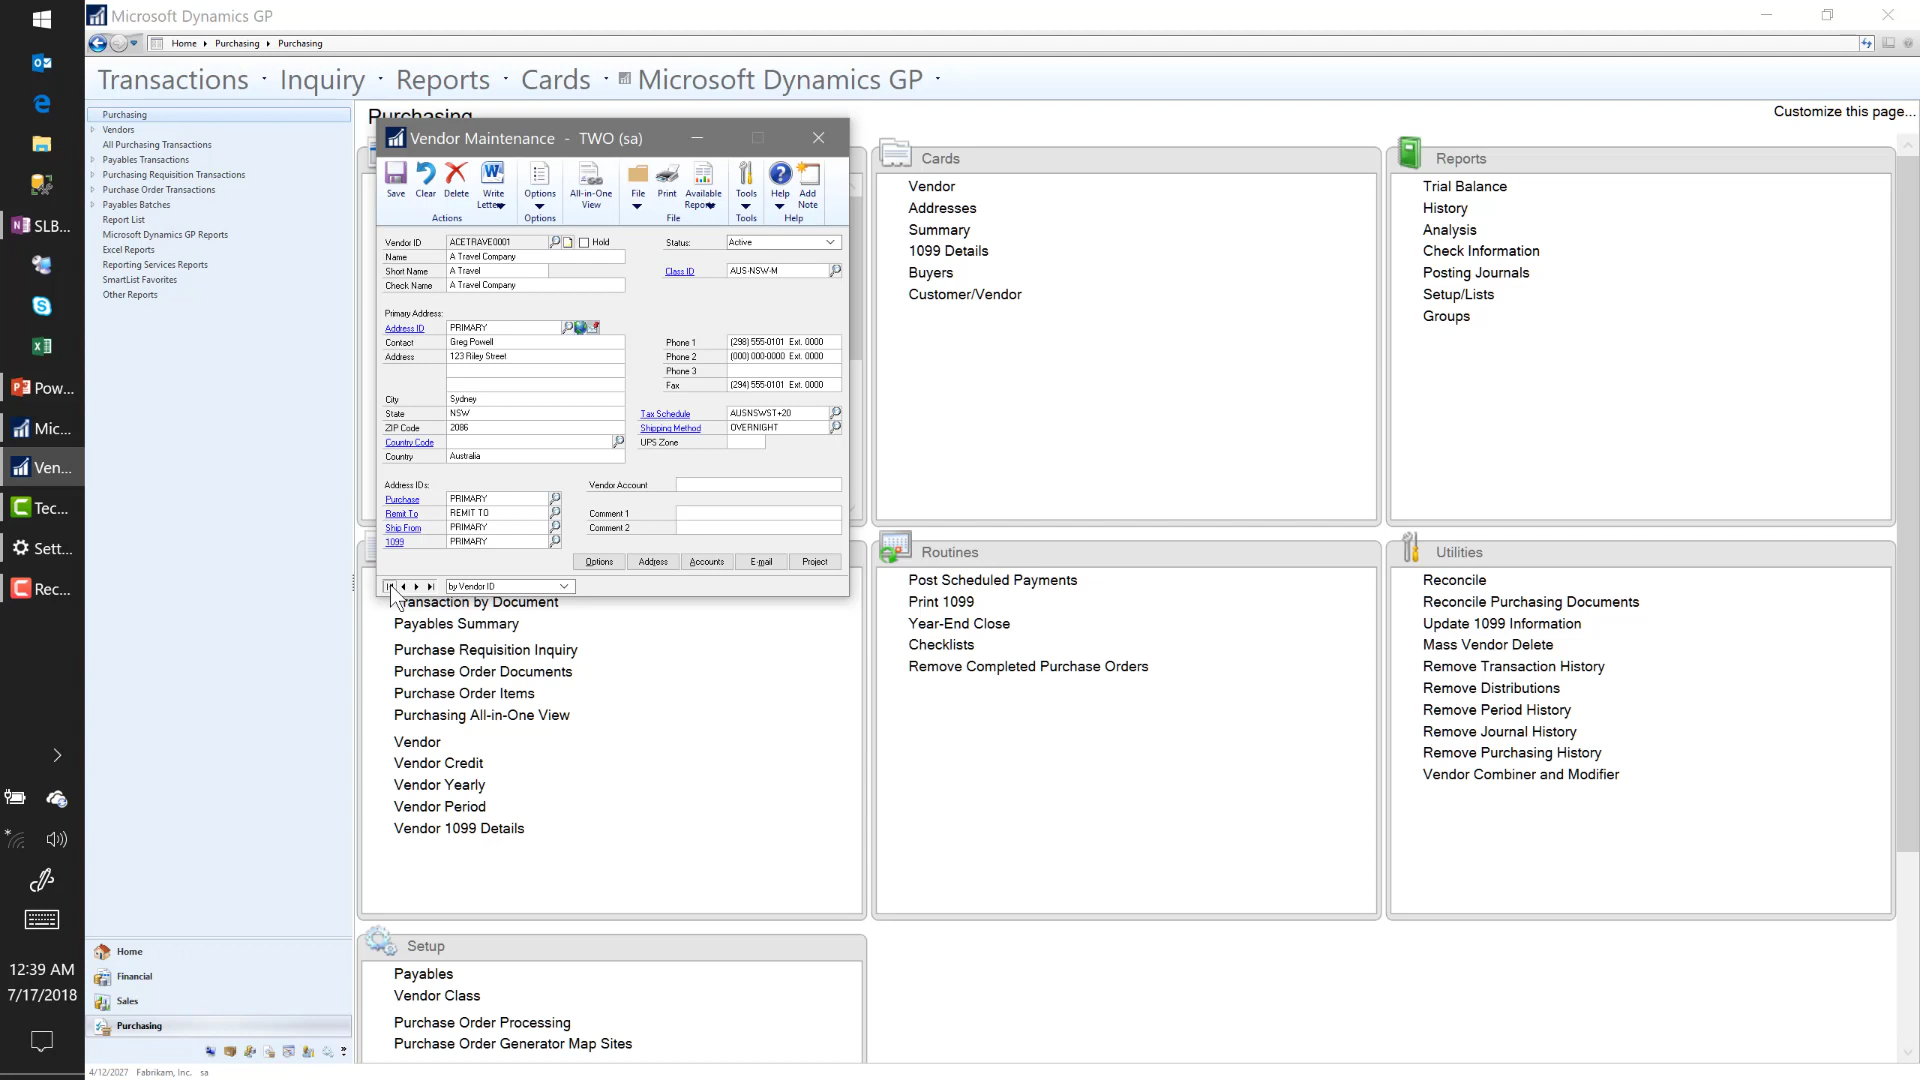 Microsoft Dynamics GP
Home Purchasing Purchasing
Transactions Inquiry Reports Cards Microsoft Dynamics GP
Purchasing
Vendors
All Purchasing Transactions
Payables Transactions
Purchasing Requisition Transactions
Purchase Order Transactions
Payables Batches
Report List
Microsoft Dynamics GP Reports
Excel Reports
Reporting Services Reports
SmartList Favorites
Other Reports
Home
Financial
Sales
Purchasing
4/12/2027 Fabrikam, Inc. sa
SLB...
Pow...
Mic...
Ven...
Tec...
Sett...
Rec...
12:39 AM
7/17/2018
Purchasing
Customize this page...
Vendor Maintenance - TWO (sa)
Save
Clear
Delete
Write Letter
Actions
Options
Options
All-in-One View
File
Print
Available Reports
File
Tools
Tools
Help
Add Note
Help
Vendor ID ACETRAVE0001 Hold Status: Active
Name A Travel Company
Short Name A Travel Class ID AUS-NSW-M
Check Name A Travel Company
Primary Address:
Address ID PRIMARY
Contact Greg Powell Phone 1 (298) 555-0101 Ext. 0000
Address 123 Riley Street Phone 2 (000) 000-0000 Ext. 0000
Phone 3
Fax (294) 555-0101 Ext. 0000
City Sydney
State NSW Tax Schedule AUSNSWST+20
ZIP Code 2086 Shipping Method OVERNIGHT
Country Code UPS Zone
Country Australia
Address IDs: Vendor Account
Purchase PRIMARY
Remit To REMIT TO Comment 1
Ship From PRIMARY Comment 2
1099 PRIMARY
Options Address Accounts E-mail Project
by Vendor ID
Transaction by Document
Payables Summary
Purchase Requisition Inquiry
Purchase Order Documents
Purchase Order Items
Purchasing All-in-One View
Vendor
Vendor Credit
Vendor Yearly
Vendor Period
Vendor 1099 Details
Cards
Vendor
Addresses
Summary
1099 Details
Buyers
Customer/Vendor
Reports
Trial Balance
History
Analysis
Check Information
Posting Journals
Setup/Lists
Groups
Routines
Post Scheduled Payments
Print 1099
Year-End Close
Checklists
Remove Completed Purchase Orders
Utilities
Reconcile
Reconcile Purchasing Documents
Update 1099 Information
Mass Vendor Delete
Remove Transaction History
Remove Distributions
Remove Period History
Remove Journal History
Remove Purchasing History
Vendor Combiner and Modifier
Setup
Payables
Vendor Class
Purchase Order Processing
Purchase Order Generator Map Sites